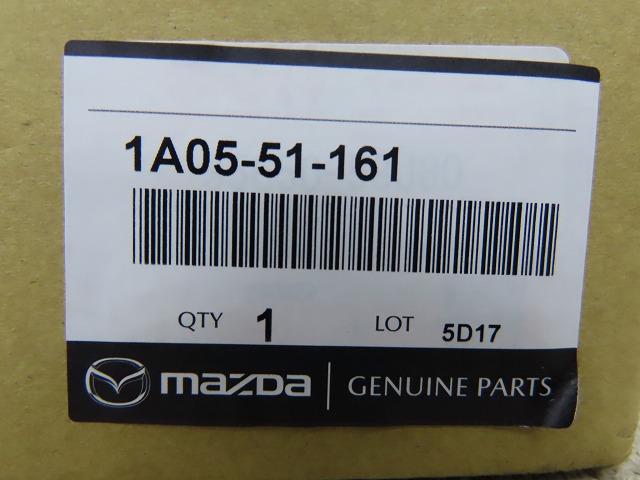 1A05-51-161
QTY 1 LOT 5D17
mazda | GENUINE PARTS